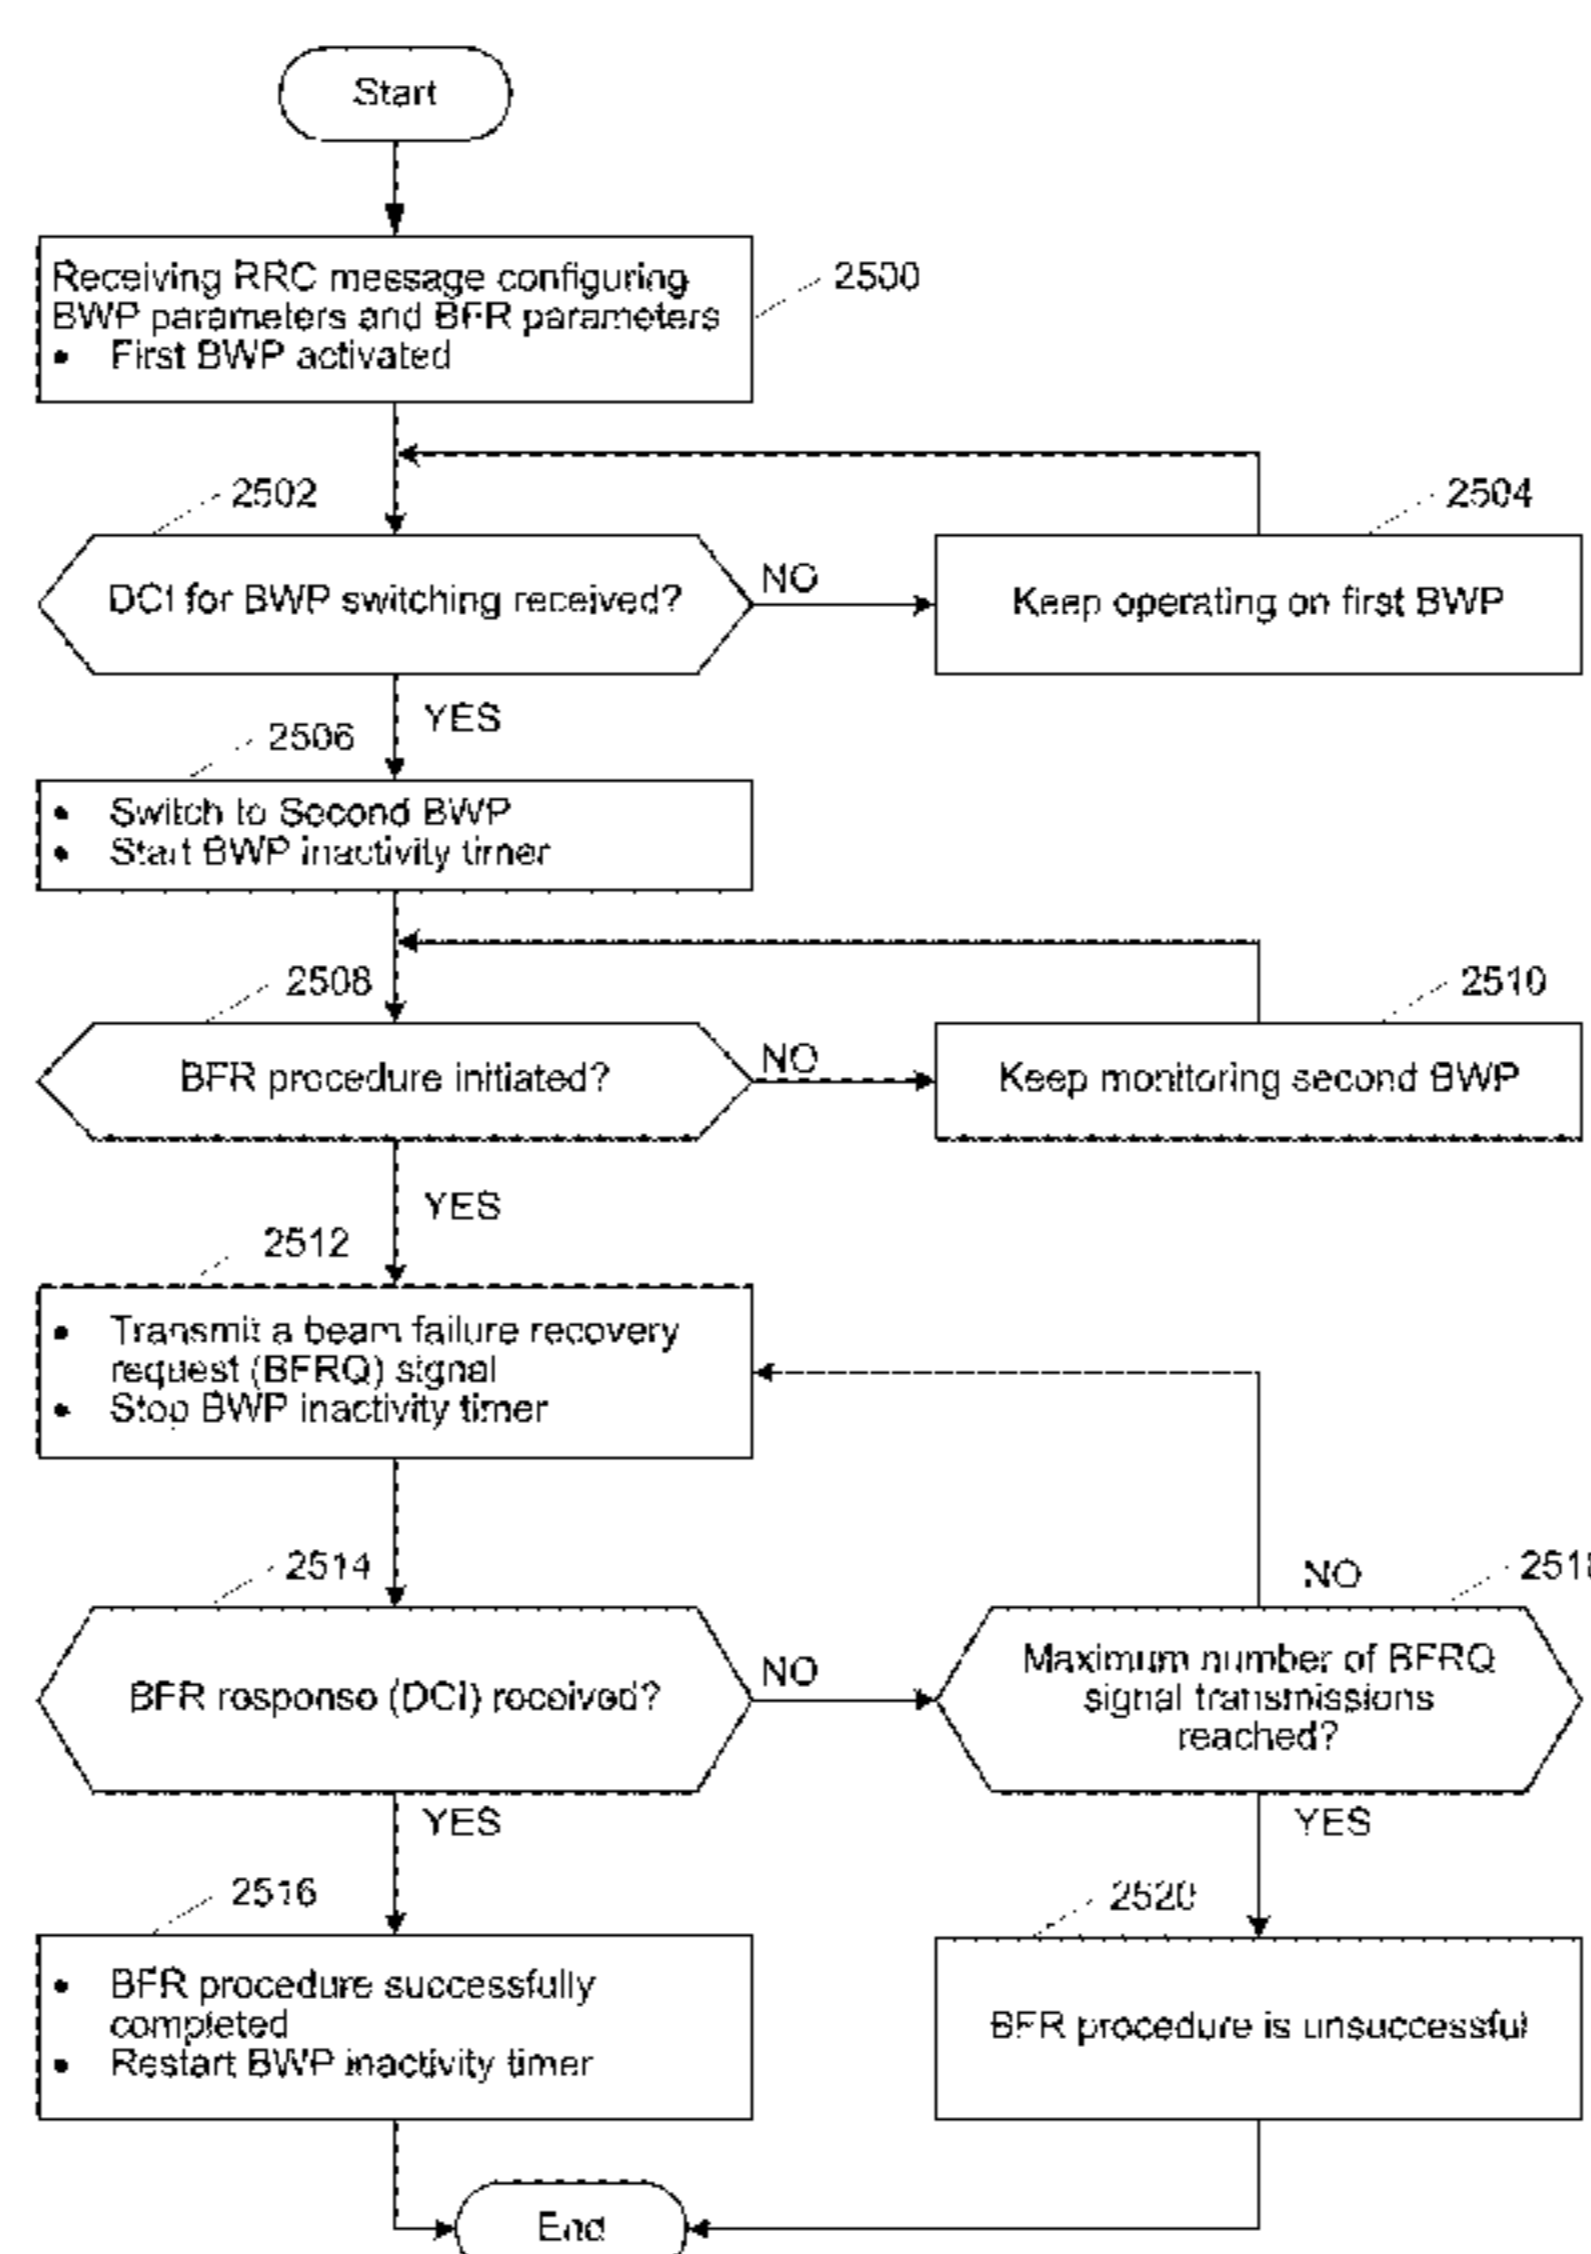 Start
Receiving RRC message configuring
BWP parameters and BFR parameters
• First BWP activated
2500
2502
2504
DCI for BWP switching received?
NO
Keep operating on first BWP
YES
2506
• Switch to Second BWP
• Start BWP inactivity timer
2508
2510
BFR procedure initiated?
NO
Keep monitoring second BWP
YES
2512
• Transmit a beam failure recovery
request (BFRQ) signal
• Stop BWP inactivity timer
2514
NO
2518
BFR response (DCI) received?
NO
Maximum number of BFRQ
signal transmissions
reached?
YES
YES
2516
2520
• BFR procedure successfully
completed
• Restart BWP inactivity timer
BFR procedure is unsuccessful
End